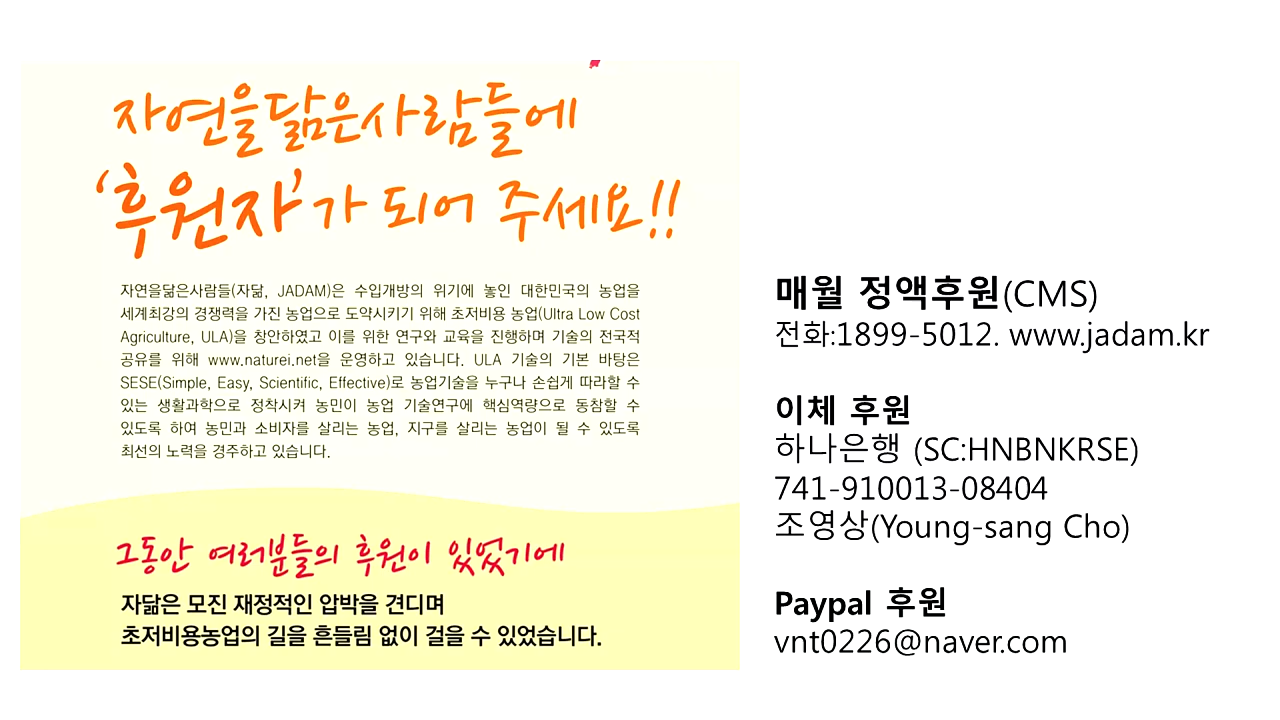 자연을닮은사람들에
‘후원자’가 되어 주세요!!
자연을닮은사람들(자닮, JADAM)은 수입개방의 위기에 놓인 대한민국의 농업을
세계최강의 경쟁력을 가진 농업으로 도약시키기 위해 초저비용 농업(Ultra Low Cost
Agriculture, ULA)을 창안하였고 이를 위한 연구와 교육을 진행하며 기술의 전국적
공유를 위해 www.naturei.net을 운영하고 있습니다. ULA 기술의 기본 바탕은
SESE(Simple, Easy, Scientific, Effective)로 농업기술을 누구나 손쉽게 따라할 수
있는 생활과학으로 정착시켜 농민이 농업 기술연구에 핵심역량으로 동참할 수
있도록 하여 농민과 소비자를 살리는 농업, 지구를 살리는 농업이 될 수 있도록
최선의 노력을 경주하고 있습니다.
그동안 여러분들의 후원이 있었기에
자닮은 모진 재정적인 압박을 견디며
초저비용농업의 길을 흔들림 없이 걸을 수 있었습니다.
매월 정액후원(CMS)
전화:1899-5012. www.jadam.kr
이체 후원
하나은행 (SC:HNBNKRSE)
741-910013-08404
조영상(Young-sang Cho)
Paypal 후원
vnt0226@naver.com